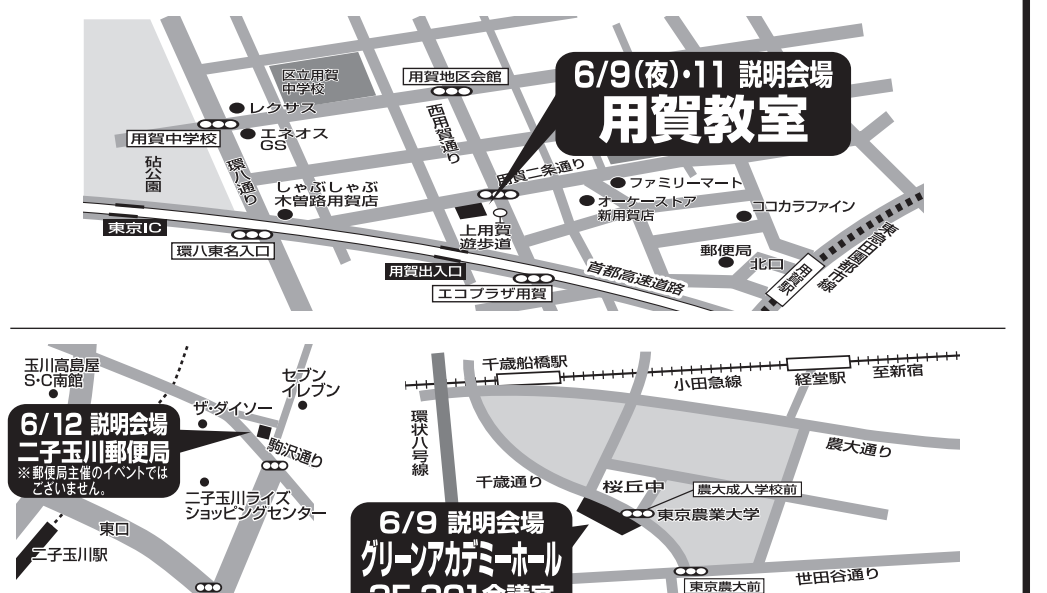 区立用賀
中学校
用賀地区会館
6/9(夜)・11 説明会場
用賀教室
レクサス
用賀中学校
エネオス
GS
西用賀通り
砧公園
環八通り
用賀二条通り
しゃぶしゃぶ
木曽路用賀店
ファミリーマート
オーケーストア
新用賀店
ココカラファイン
東京IC
上用賀
遊歩道
環八東名入口
用賀出入口
エコプラザ用賀
首都高速道路
郵便局
北口
用賀駅
東急田園都市線
玉川高島屋
S・C南館
セブン
イレブン
ザ・ダイソー
6/12 説明会場
二子玉川郵便局
※郵便局主催のイベントでは
ございません。
駒沢通り
二子玉川ライズ
ショッピングセンター
東口
二子玉川駅
千歳船橋駅
小田急線
経堂駅
至新宿
環状八号線
農大通り
千歳通り
桜丘中
農大成人学校前
東京農業大学
6/9 説明会場
グリーンアカデミーホール
世田谷通り
東京農大前